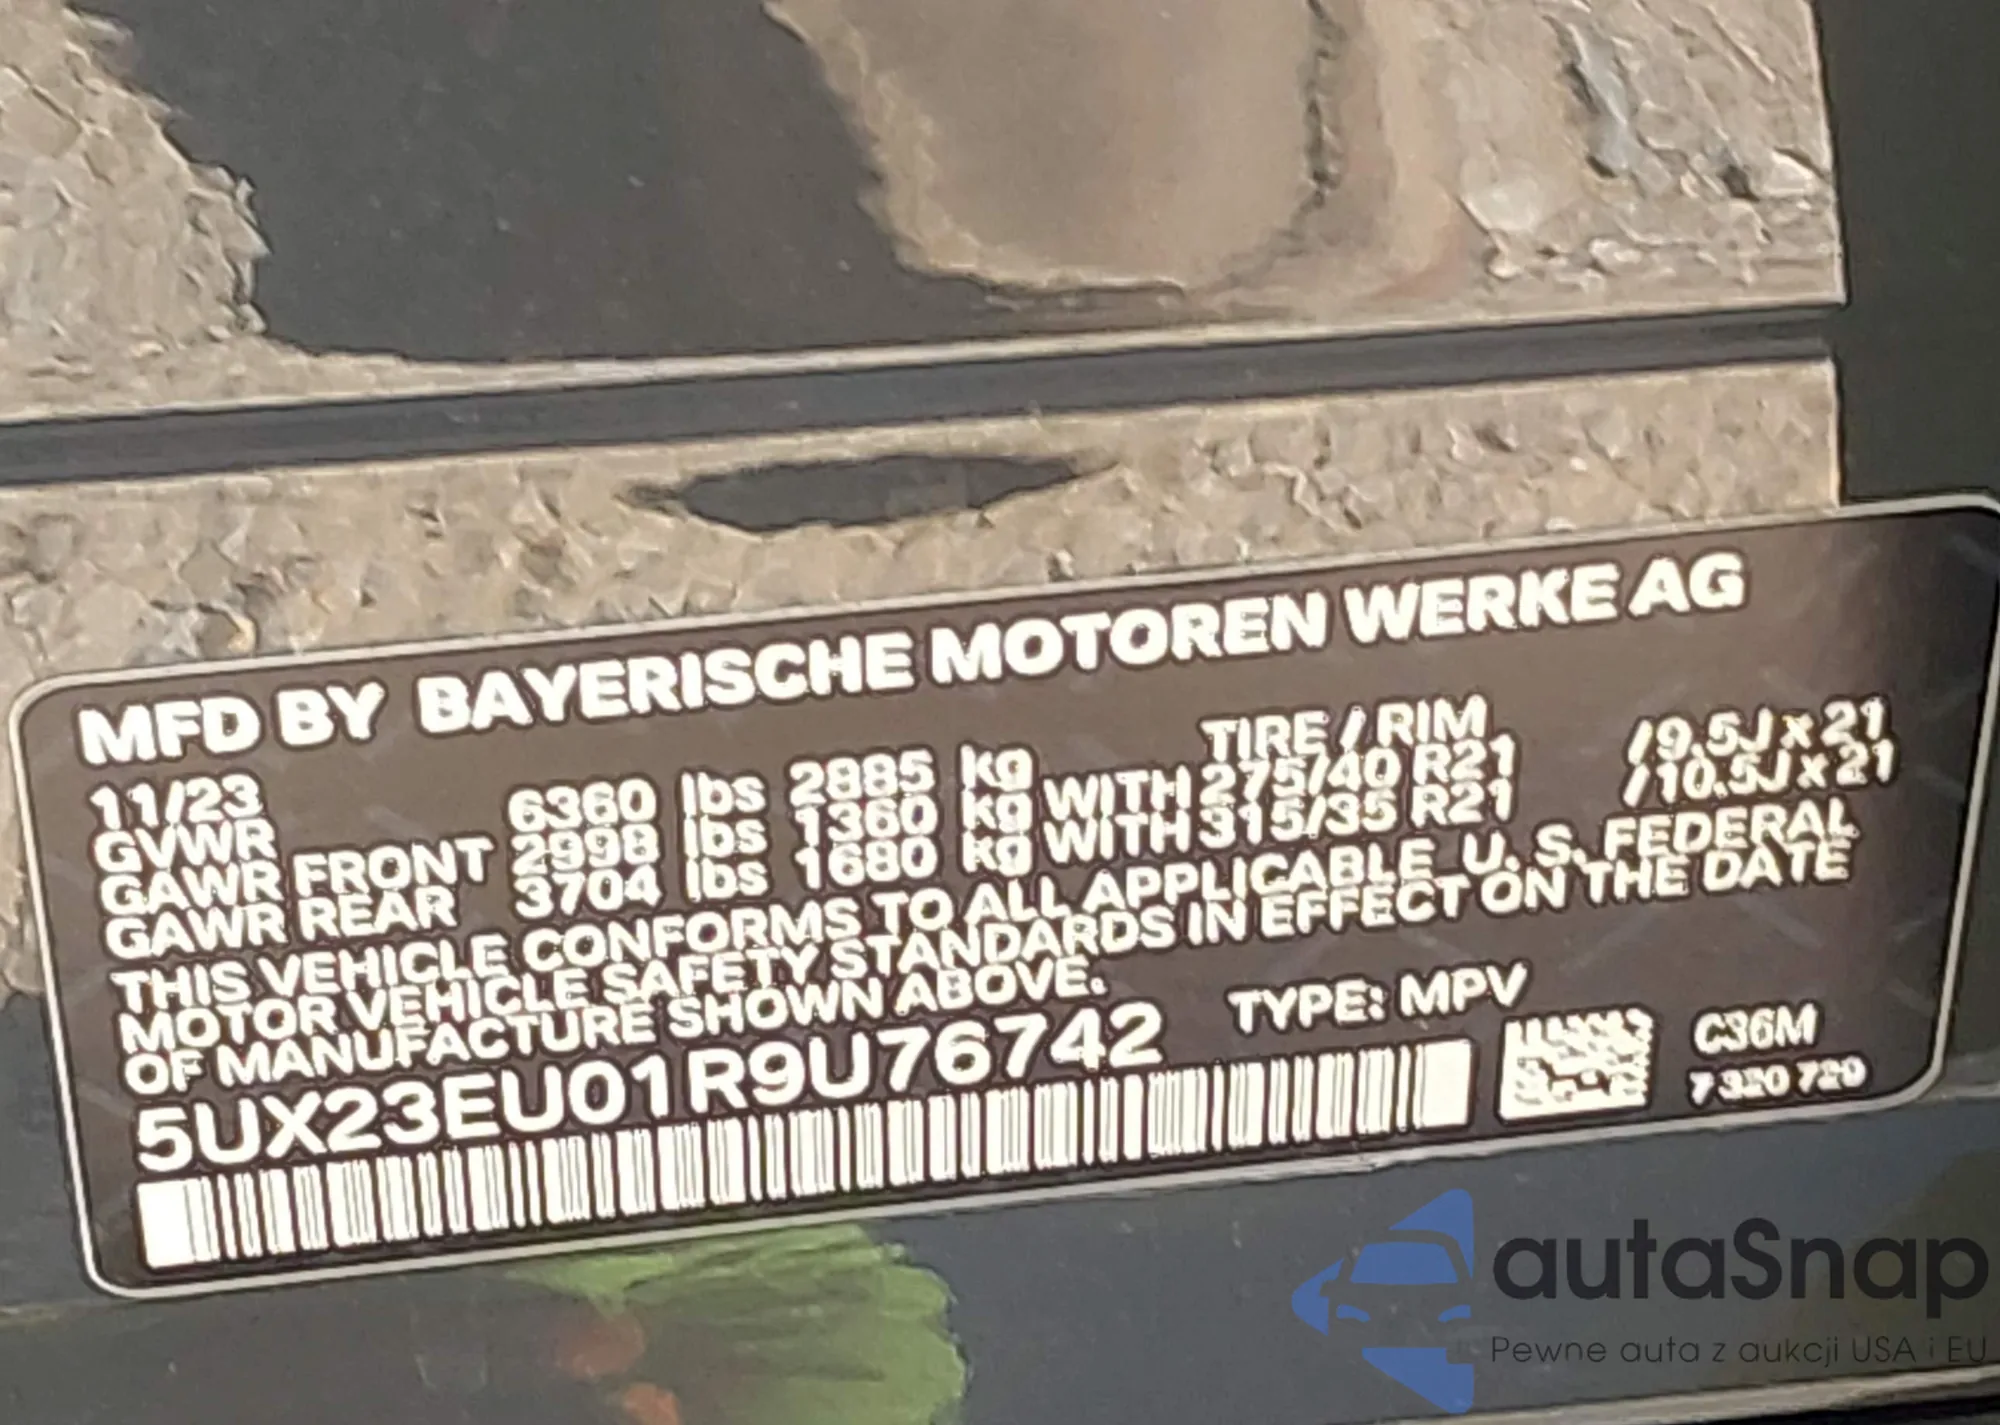 MFD BY BAYERISCHE MOTOREN WERKE AG
11/23 TIRE / RIM
GVWR 6360 lbs 2885 kg
GAWR FRONT 2998 lbs 1360 kg WITH 275/40 R21 /9.5J x 21
GAWR REAR 3704 lbs 1680 kg WITH 315/35 R21 /10.5J x 21
THIS VEHICLE CONFORMS TO ALL APPLICABLE U. S. FEDERAL
MOTOR VEHICLE SAFETY STANDARDS IN EFFECT ON THE DATE
OF MANUFACTURE SHOWN ABOVE.
5UX23EU01R9U76742 TYPE: MPV
C36M
7 320 720
autaSnap
Pewne auta z aukcji USA i EU